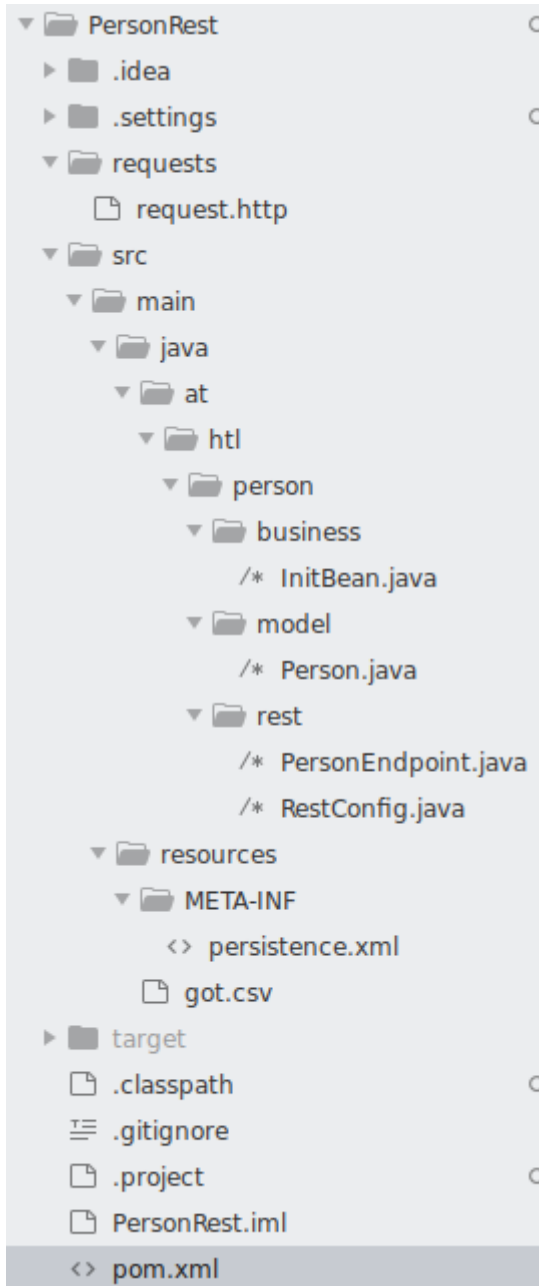 PersonRest
.idea
.settings
requests
request.http
src
main
java
at
htl
person
business
/* InitBean.java
model
/* Person.java
rest
/* PersonEndpoint.java
/* RestConfig.java
resources
META-INF
<> persistence.xml
got.csv
target
.classpath
.gitignore
.project
PersonRest.iml
<> pom.xml